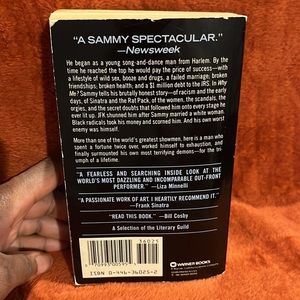 "A SAMMY SPECTACULAR."
—Newsweek
He began as a young song-and-dance man from Harlem. By the
time he reached the top he would pay the price of success—with
a lifestyle of wild sex, booze and drugs, a failed marriage; broken
friendships, broken health; and a $1 million debt to the IRS. In Why
Me? Sammy tells his brutally honest story—of racism and the early
days, of Sinatra and the Rat Pack, of the women, the scandals, the
orgies, and the secret doubts that followed him onto every stage he
ever lit up. JFK shunned him after Sammy married a white woman.
Black radicals took his money and scorned him. And his own worst
enemy was himself.
More than one of the world's greatest showmen, here is a man who
spent a fortune twice over, worked himself to exhaustion, and
finally surmounted his own most terrifying demons—for the tri-
umph of a lifetime.
"A FEARLESS AND SEARCHING INSIDE LOOK AT THE
WORLD'S MOST DAZZLING AND INCOMPARABLE OUT-FRONT
PERFORMER." —Liza Minnelli
"A PASSIONATE WORK OF ART. I HEARTILY RECOMMEND IT."
—Frank Sinatra
"READ THIS BOOK." —Bill Cosby
A Selection of the Literary Guild
36025
ISBN 0-446-36025-2
WARNER BOOKS